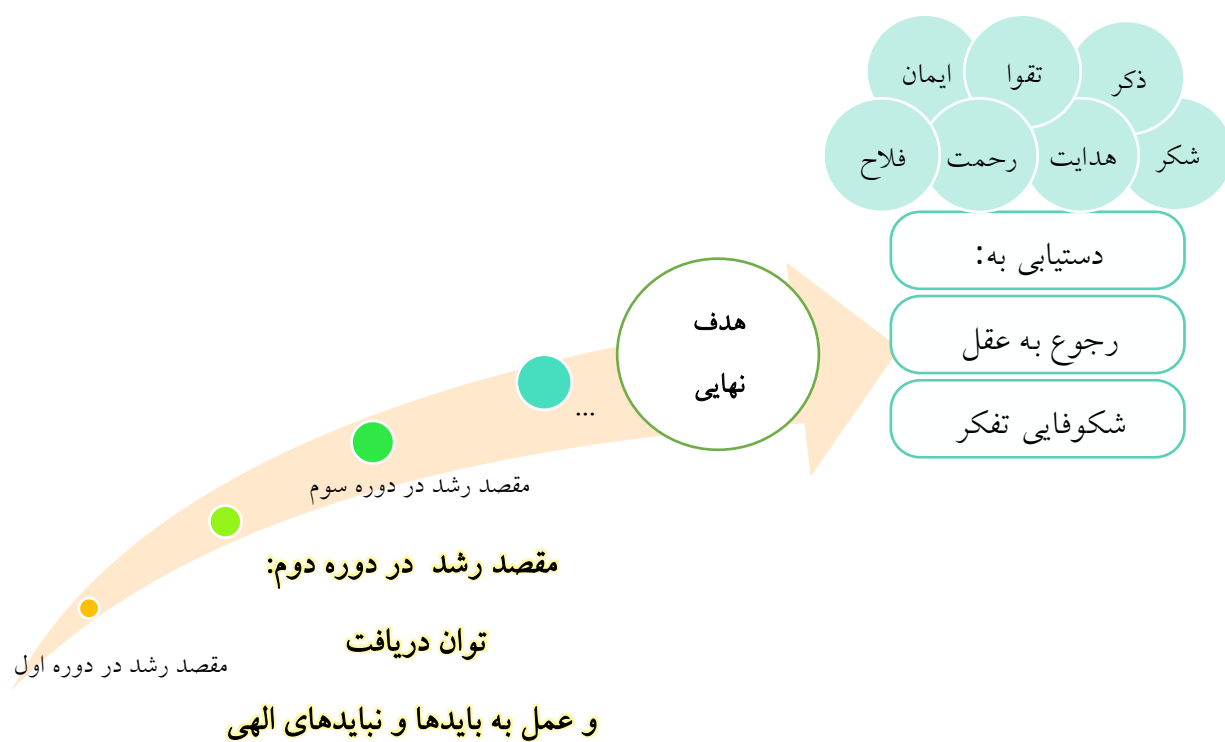 ذکر
تقوا
ایمان
شکر
هدایت
رحمت
فلاح
دستیابی به:
رجوع به عقل
شکوفایی تفکر
هدف
نهایی
...
مقصد رشد در دوره سوم
مقصد رشد در دوره دوم:
توان دریافت
و عمل به بایدها و نبایدهای الهی
مقصد رشد در دوره اول